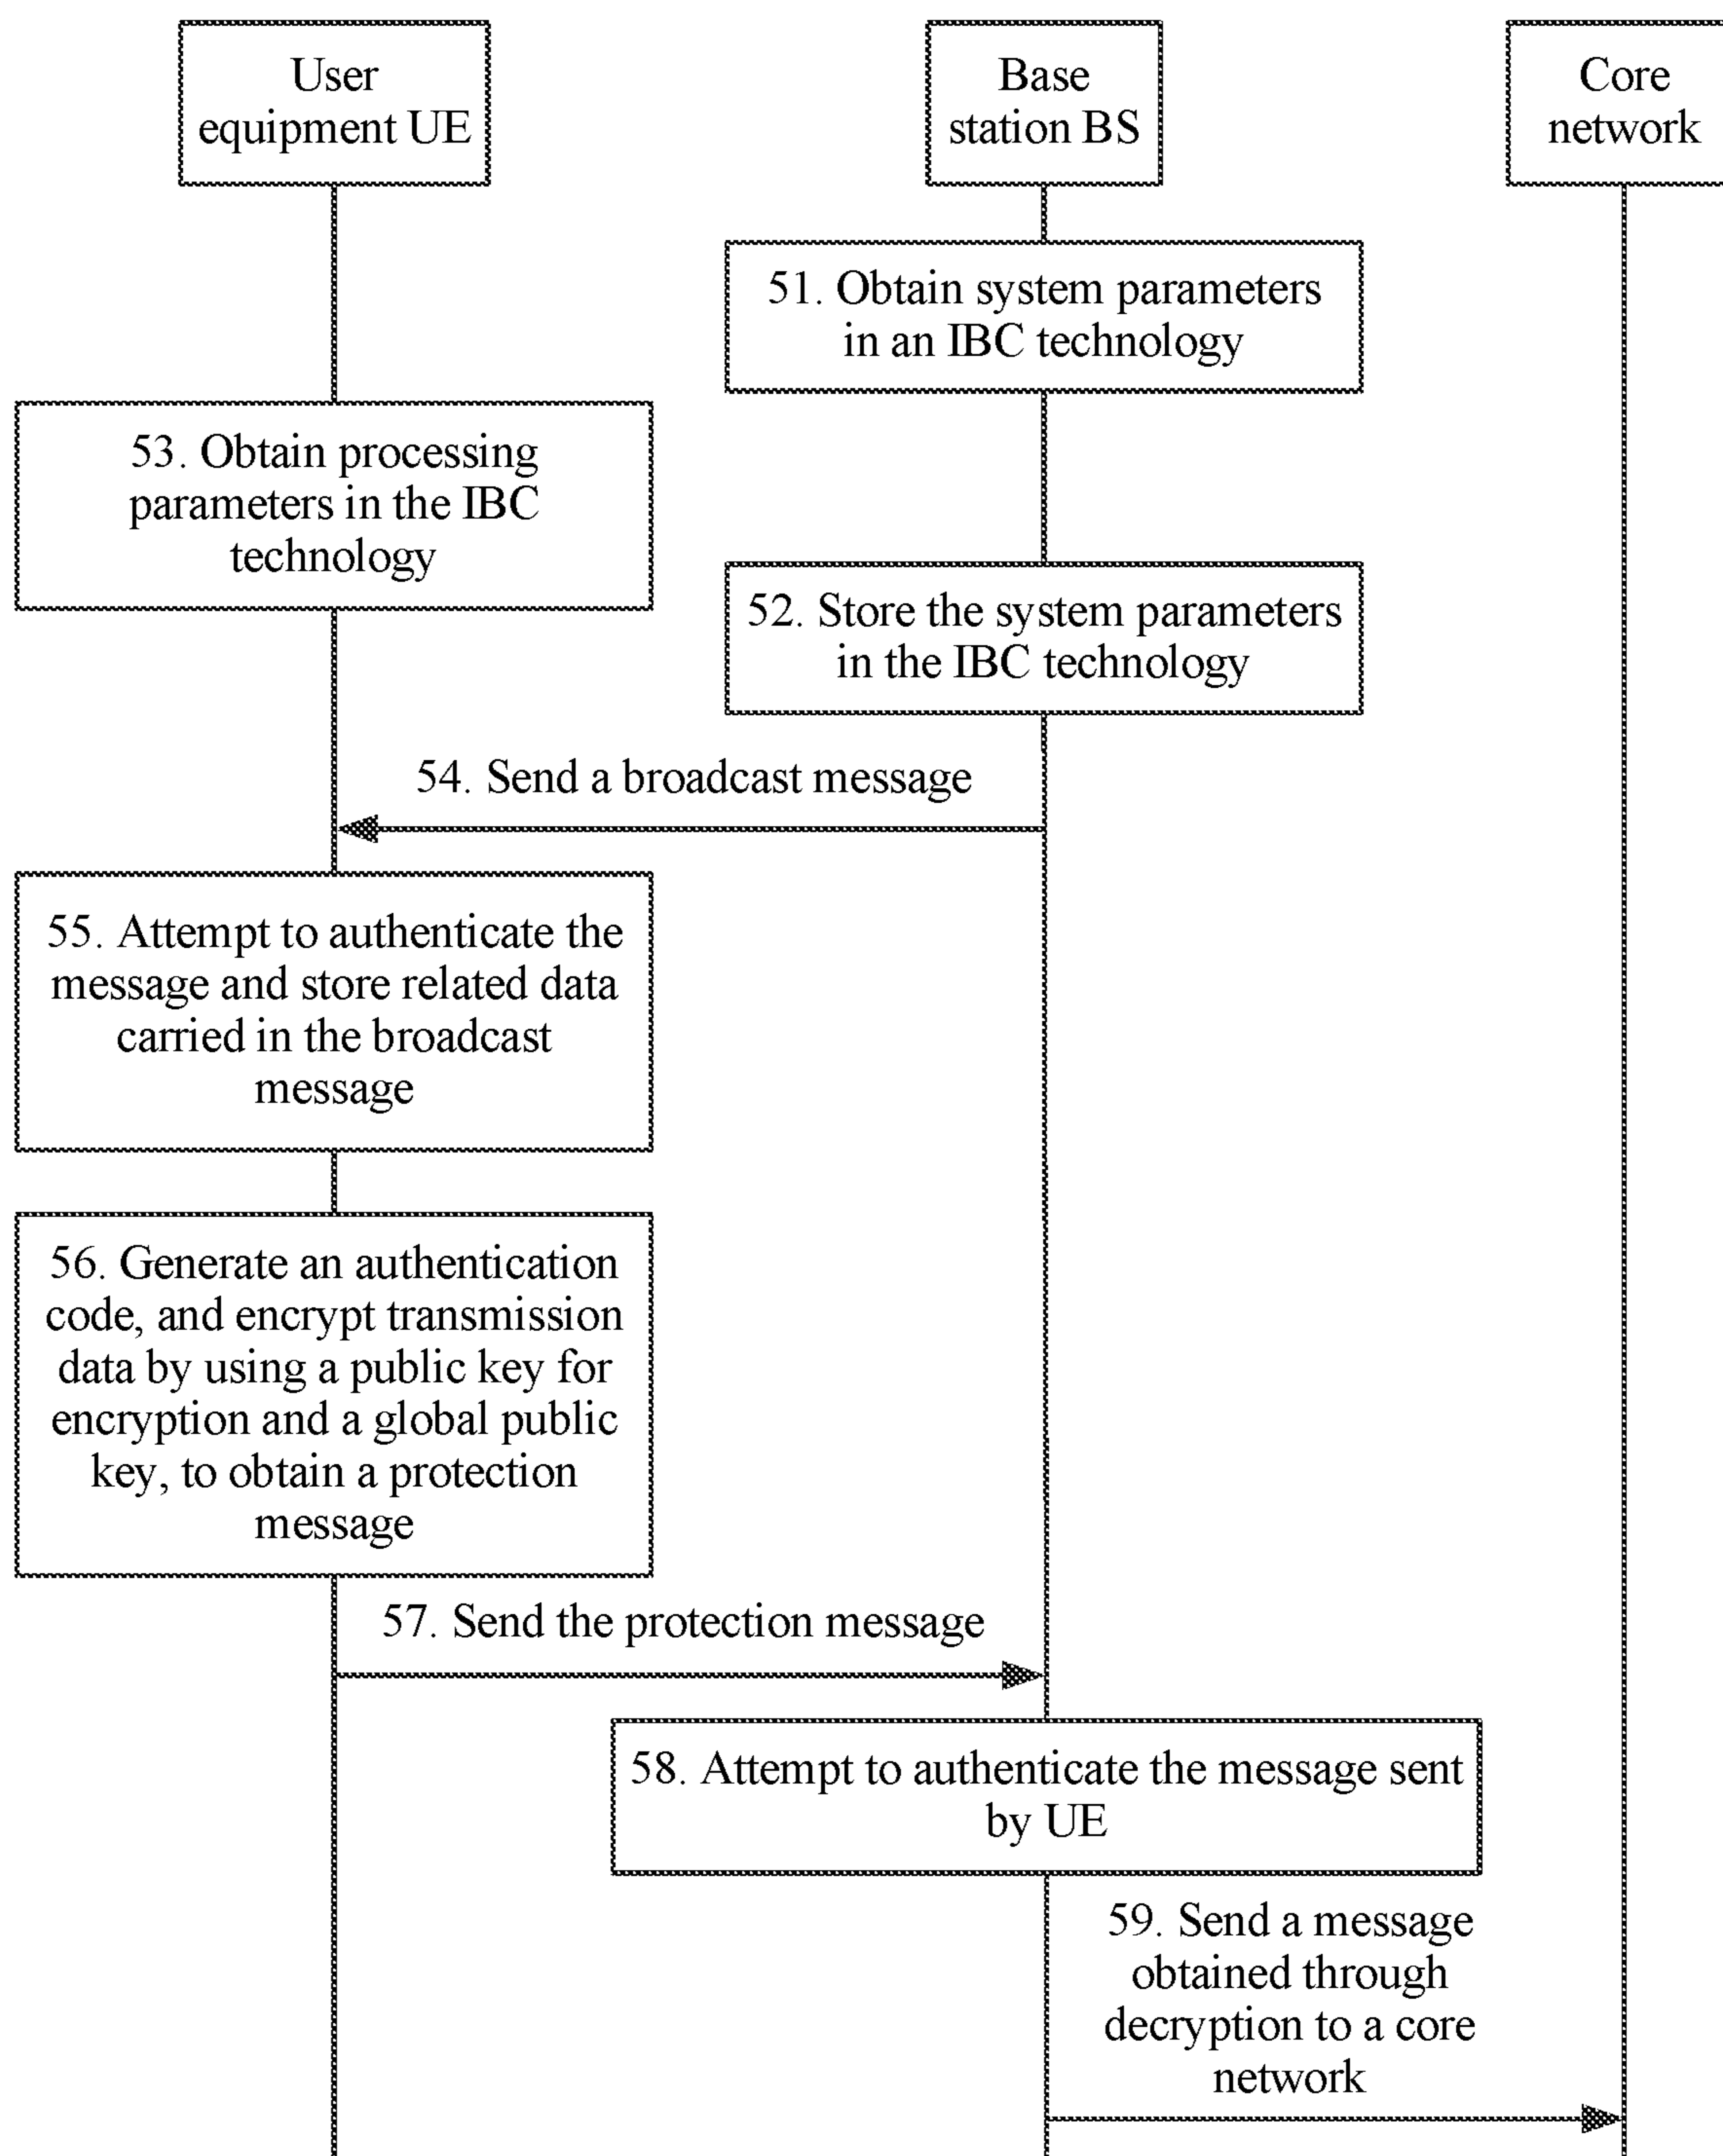 User
equipment UE
Base
station BS
Core
network
51. Obtain system parameters
in an IBC technology
53. Obtain processing
parameters in the IBC
technology
52. Store the system parameters
in the IBC technology
54. Send a broadcast message
55. Attempt to authenticate the
message and store related data
carried in the broadcast
message
56. Generate an authentication
code, and encrypt transmission
data by using a public key for
encryption and a global public
key, to obtain a protection
message
57. Send the protection message
58. Attempt to authenticate the message sent
by UE
59. Send a message
obtained through
decryption to a core
network